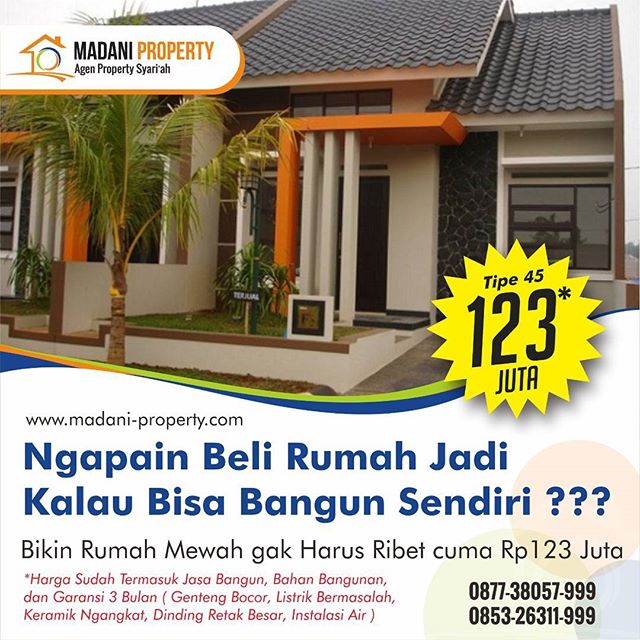 MADANI PROPERTY
Agen Property Syari'ah
TERJUAL
Tipe 45
123*
JUTA
www.madani-property.com
Ngapain Beli Rumah Jadi
Kalau Bisa Bangun Sendiri ???
Bikin Rumah Mewah gak Harus Ribet cuma Rp123 Juta
*Harga Sudah Termasuk Jasa Bangun, Bahan Bangunan,
dan Garansi 3 Bulan ( Genteng Bocor, Listrik Bermasalah,
Keramik Ngangkat, Dinding Retak Besar, Instalasi Air )
0877-38057-999
0853-26311-999